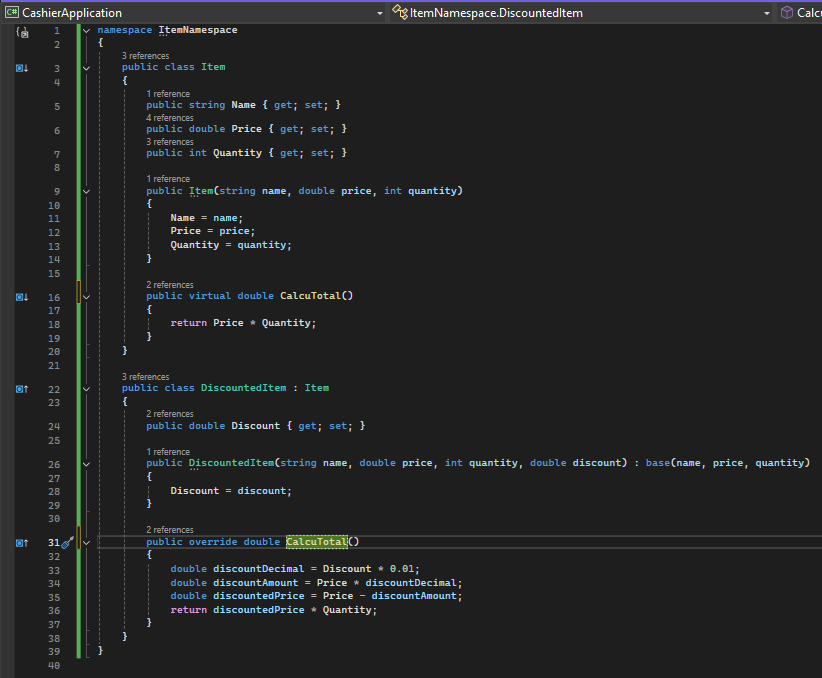 C# CashierApplication ItemNamespace.DiscountedItem Calc
1 namespace ItemNamespace
2 {
3 references
3 public class Item
4 {
1 reference
5 public string Name { get; set; }
4 references
6 public double Price { get; set; }
3 references
7 public int Quantity { get; set; }
8
1 reference
9 public Item(string name, double price, int quantity)
10 {
11 Name = name;
12 Price = price;
13 Quantity = quantity;
14 }
15
2 references
16 public virtual double CalcuTotal()
17 {
18 return Price * Quantity;
19 }
20 }
21
3 references
22 public class DiscountedItem : Item
23 {
2 references
24 public double Discount { get; set; }
25
1 reference
26 public DiscountedItem(string name, double price, int quantity, double discount) : base(name, price, quantity)
27 {
28 Discount = discount;
29 }
30
2 references
31 public override double CalcuTotal()
32 {
33 double discountDecimal = Discount * 0.01;
34 double discountAmount = Price * discountDecimal;
35 double discountedPrice = Price - discountAmount;
36 return discountedPrice * Quantity;
37 }
38 }
39 }
40